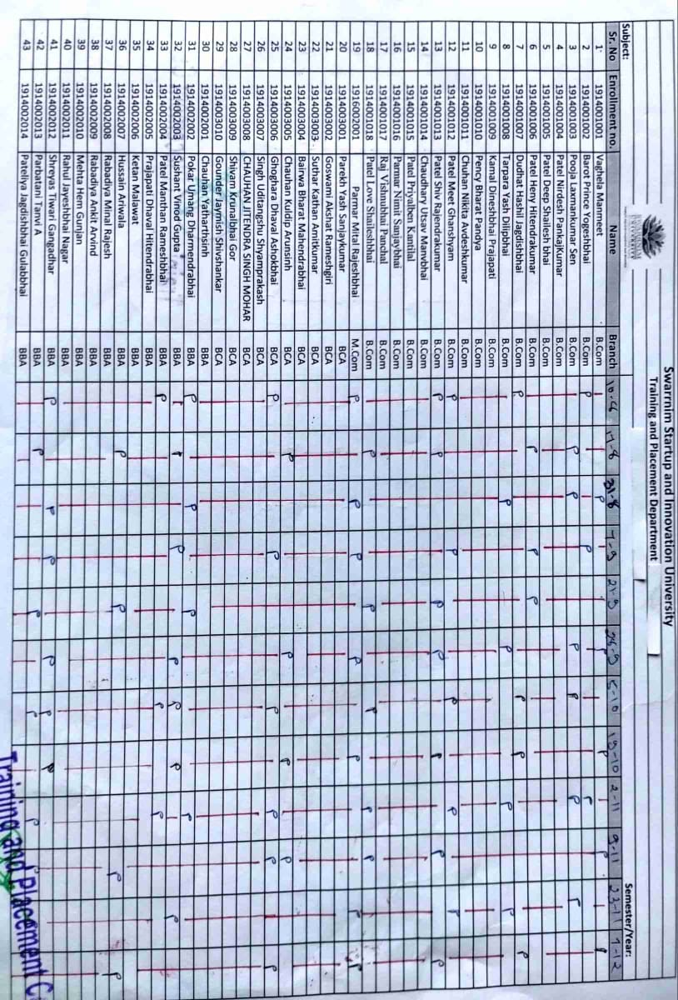 Swarrnim Startup and Innovation University
Training and Placement Department
Subject: Semester/Year:
Sr. No Enrollment no. Name Branch 10-8 17-8 31-8 7-9 21-9 28-9 5-10 19-10 2-11 9-11 23-11 7-12
1 1914001001 Vaghela Manmeet B.Com P P P P P
2 1914001002 Barot Prince Yogeshbhai B.Com P P P
3 1914001003 Pooja Laxmankumar Sen B.Com P P P P P P
4 1914001004 Patel Nirdesh PankajKumar B.Com
5 1914001005 Patel Deep Shailesh bhai B.Com
6 1914001006 Patel Heny Hitendrakumar B.Com P P P
7 1914001007 Dudhat Hashil Jagdishbhai B.Com P P P P
8 1914001008 Tarpara Yash Dilipbhai B.Com P P P P
9 1914001009 Kamal Dineshbhai Prajapati B.Com
10 1914001010 Pency Bharat Pandya B.Com
11 1914001011 Chuhan Nikita Avdeshkumar B.Com
12 1914001012 Patel Meet Ghanshyam B.Com P P P P P
13 1914001013 Patel Shiv Rajendrakumar B.Com P P P P P P P
14 1914001014 Chaudhary Utsav Manvbhai B.Com
15 1914001015 Patel Priyalben Kantilal B.Com
16 1914001016 Parmar Nimit Sanjaybhai B.Com
17 1914001017 Raj Vishnubhai Panchal B.Com
18 1914001018 Patel Love Shaileshbhai B.Com P P P P P
19 1916002001 Parmar Mital Rajeshbhai M.Com P P P P P P P
20 1914003001 Parekh Yash Sanjaykumar BCA
21 1914003002 Goswami Akshat Rameshgiri BCA
22 1914003003 Suthar Kathan Amitkumar BCA
23 1914003004 Bairwa Bharat Mahendrabhai BCA
24 1914003005 Chauhan Kuldip Arunsinh BCA P P P P
25 1914003006 Ghoghara Dhaval Ashokbhai BCA P P P P P P
26 1914003007 Singh Uditangshu Shyamprakash BCA
27 1914003008 CHAUHAN JITENDRA SINGH MOHAR BCA
28 1914003009 Shivam Krunalbhai Gor BCA
29 1914003010 Gounder Jaymish Shivshankar BCA
30 1914002001 Chauhan Yatharthsinh BBA
31 1914002002 Pokar Umang Dharmendrabhai BBA P P P P
32 1914002003 Sushant Vinod Gupta BBA P P P P P
33 1914002004 Patel Manthan Rameshbhai BBA P P P
34 1914002005 Prajapati Dhaval Hitendrabhai BBA
35 1914002006 Ketan Malawat BBA
36 1914002007 Hussain Ariwala BBA P P
37 1914002008 Rabadiya Minal Rajesh BBA P P
38 1914002009 Rabadiya Ankit Arvind BBA
39 1914002010 Mehta Hem Gunjan BBA
40 1914002011 Rahul Jayeshbhai Nagar BBA
41 1914002012 Shreyas Tiwari Gangadhar BBA P P P P P P
42 1914002013 Parbatani Tanvi A BBA P P P P
43 1914002014 Pateliya Jagdishbhai Gulabbhai BBA
Training and Placement